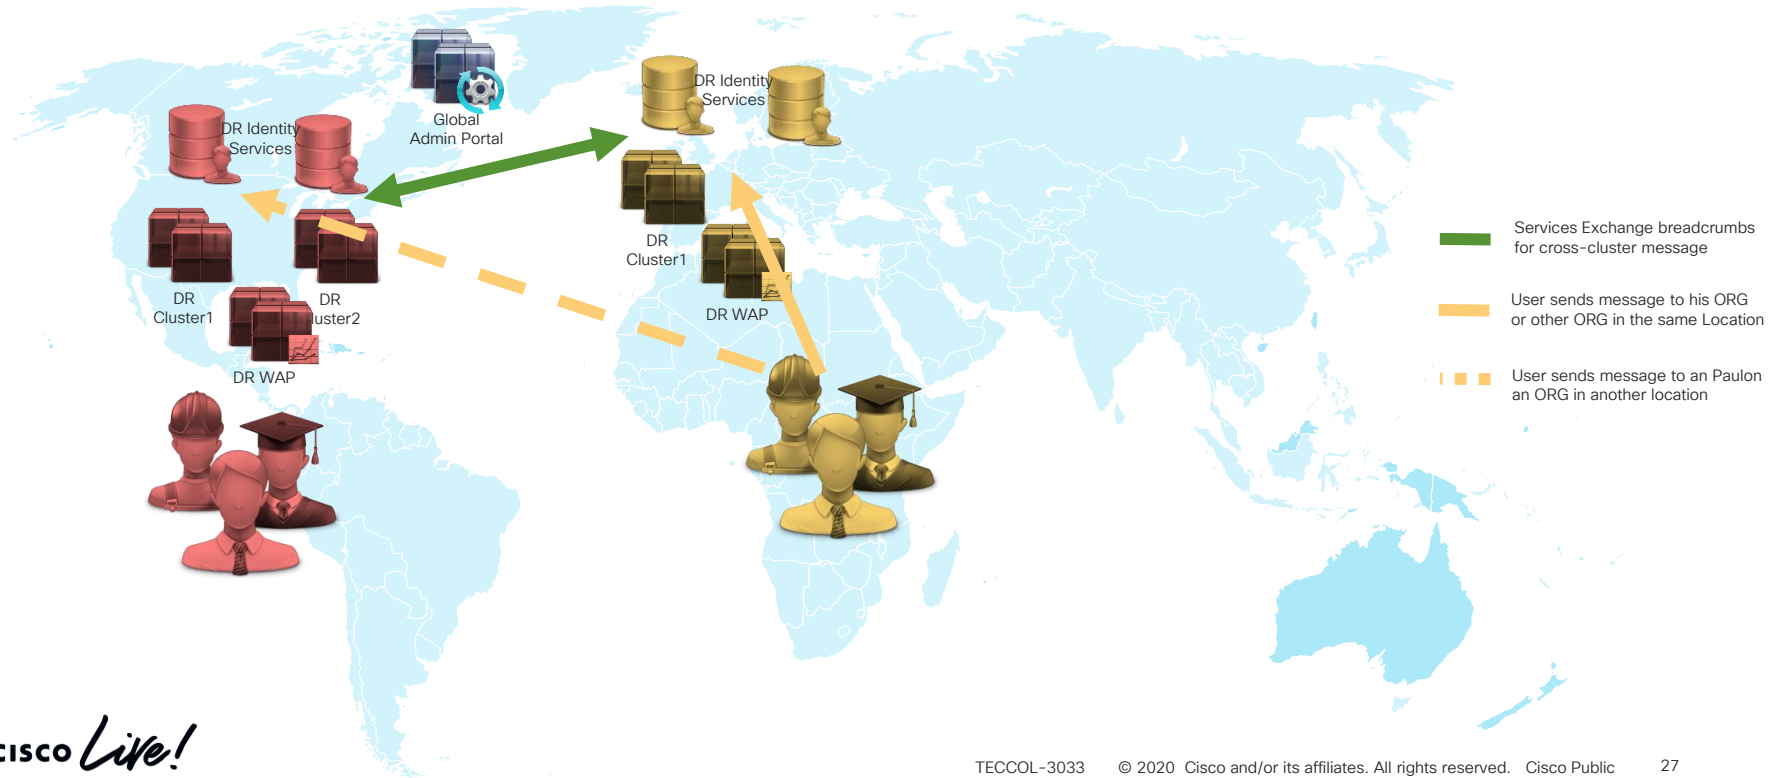 DR Identity
Services
Global
Admin Portal
DR Identity
Services
DR
Cluster1
DR
luster2
DR WAP
DR
Cluster1
DR WAP
Services Exchange breadcrumbs
for cross-cluster message
User sends message to his ORG
or other ORG in the same Location
User sends message to an Paulon
an ORG in another location
cisco Live!
TECCOL-3033 © 2020 Cisco and/or its affiliates. All rights reserved. Cisco Public 27